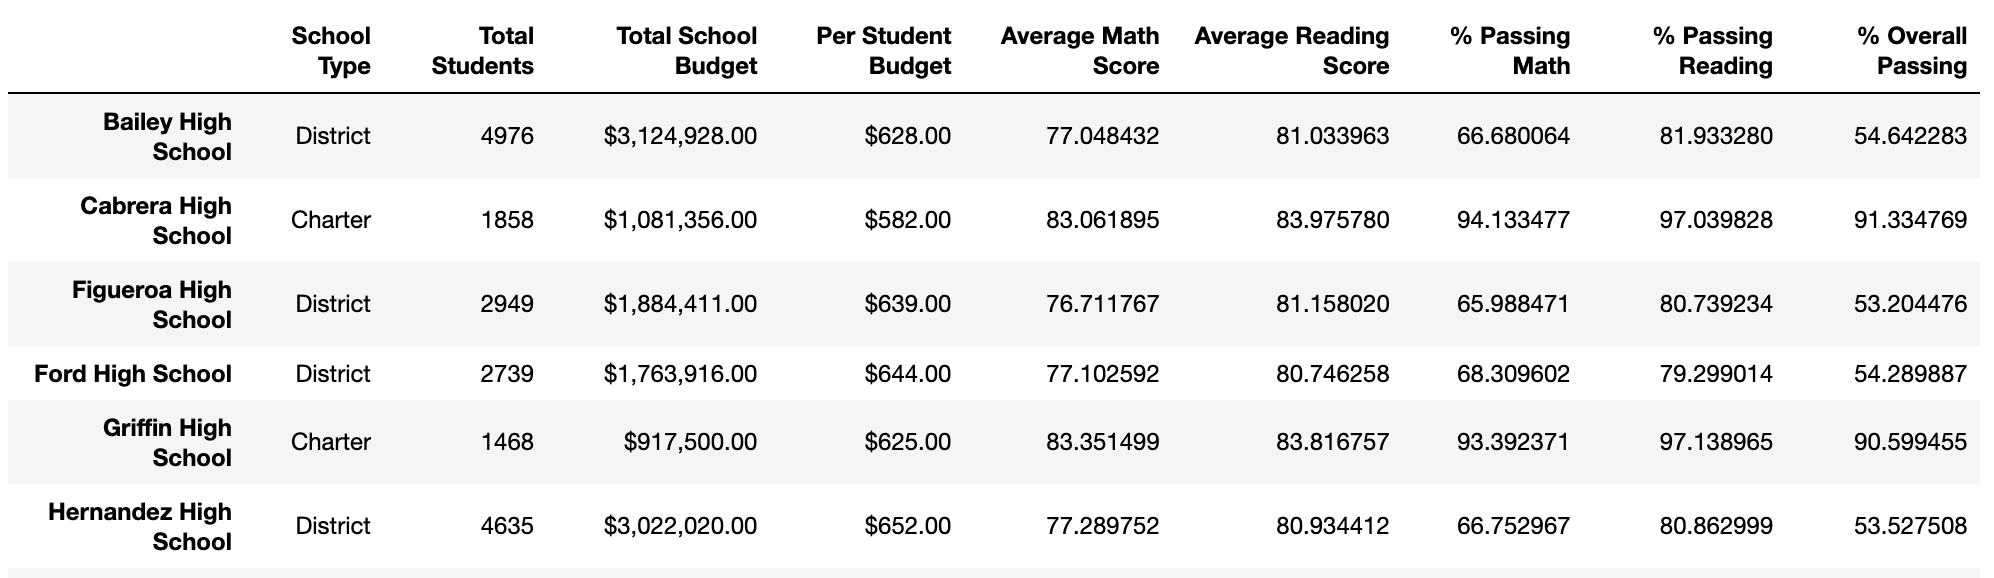 School Type Total Students Total School Budget Per Student Budget Average Math Score Average Reading Score % Passing Math % Passing Reading % Overall Passing
Bailey High School District 4976 $3,124,928.00 $628.00 77.048432 81.033963 66.680064 81.933280 54.642283
Cabrera High School Charter 1858 $1,081,356.00 $582.00 83.061895 83.975780 94.133477 97.039828 91.334769
Figueroa High School District 2949 $1,884,411.00 $639.00 76.711767 81.158020 65.988471 80.739234 53.204476
Ford High School District 2739 $1,763,916.00 $644.00 77.102592 80.746258 68.309602 79.299014 54.289887
Griffin High School Charter 1468 $917,500.00 $625.00 83.351499 83.816757 93.392371 97.138965 90.599455
Hernandez High School District 4635 $3,022,020.00 $652.00 77.289752 80.934412 66.752967 80.862999 53.527508